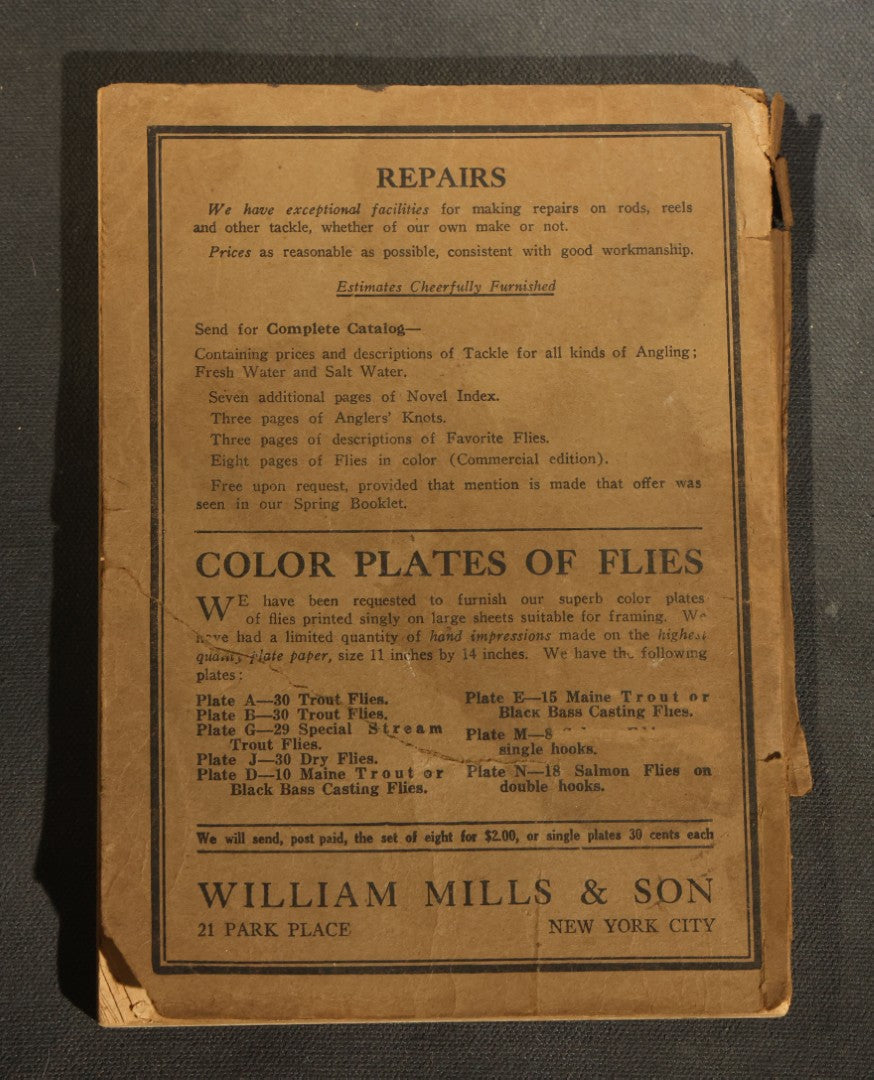 REPAIRS
We have exceptional facilities for making repairs on rods, reels
and other tackle, whether of our own make or not.
Prices as reasonable as possible, consistent with good workmanship.
Estimates Cheerfully Furnished
Send for Complete Catalog—
Containing prices and descriptions of Tackle for all kinds of Angling;
Fresh Water and Salt Water.
Seven additional pages of Novel Index.
Three pages of Anglers' Knots.
Three pages of descriptions of Favorite Flies.
Eight pages of Flies in color (Commercial edition).
Free upon request, provided that mention is made that offer was
seen in our Spring Booklet.
COLOR PLATES OF FLIES
WE have been requested to furnish our superb color plates
of flies printed singly on large sheets suitable for framing. We
have had a limited quantity of hand impressions made on the highest
quality plate paper, size 11 inches by 14 inches. We have the following
plates:
Plate A—30 Trout Flies.
Plate B—30 Trout Flies.
Plate G—29 Special Stream
Trout Flies.
Plate J—30 Dry Flies.
Plate D—10 Maine Trout or
Black Bass Casting Flies.
Plate E—15 Maine Trout or
Black Bass Casting Flies.
Plate M—8
single hooks.
Plate N—18 Salmon Flies on
double hooks.
We will send, post paid, the set of eight for $2.00, or single plates 30 cents each
WILLIAM MILLS & SON
21 PARK PLACE NEW YORK CITY